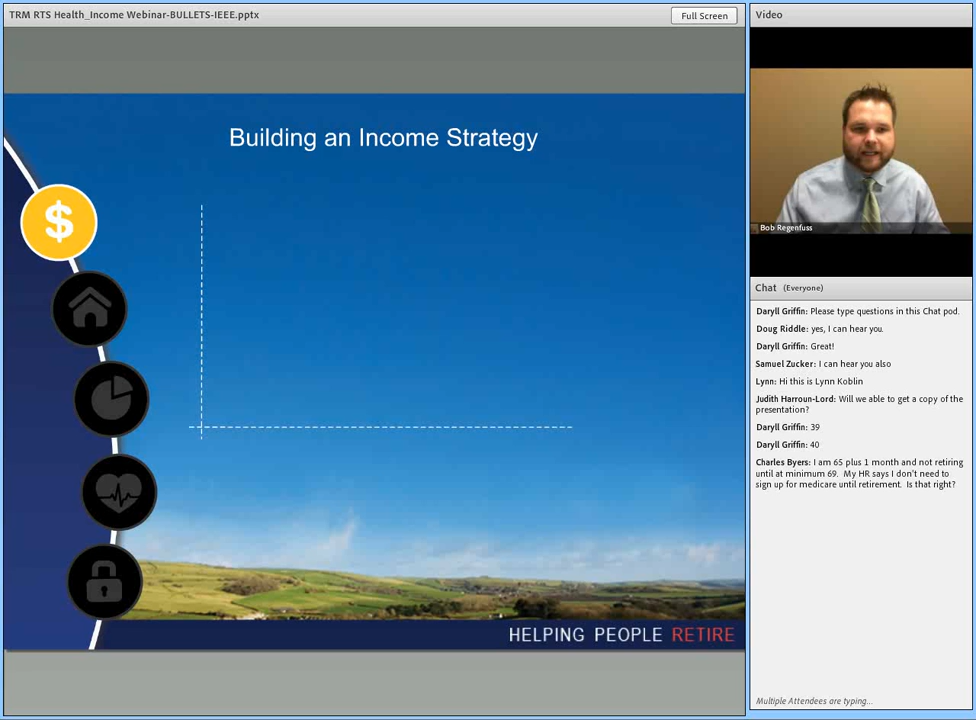 TRM RTS Health_Income Webinar-BULLETS-IEEE.pptx
Full Screen
Building an Income Strategy
$
HELPING PEOPLE RETIRE
Video
Bob Regenfuss
Chat (Everyone)
Daryll Griffin: Please type questions in this Chat pod.
Doug Riddle: yes, I can hear you.
Daryll Griffin: Great!
Samuel Zucker: I can hear you also
Lynn: Hi this is Lynn Koblin
Judith Harroun-Lord: Will we able to get a copy of the
presentation?
Daryll Griffin: 39
Daryll Griffin: 40
Charles Byers: I am 65 plus 1 month and not retiring
until at minimum 69. My HR says I don't need to
sign up for medicare until retirement. Is that right?
Multiple Attendees are typing...